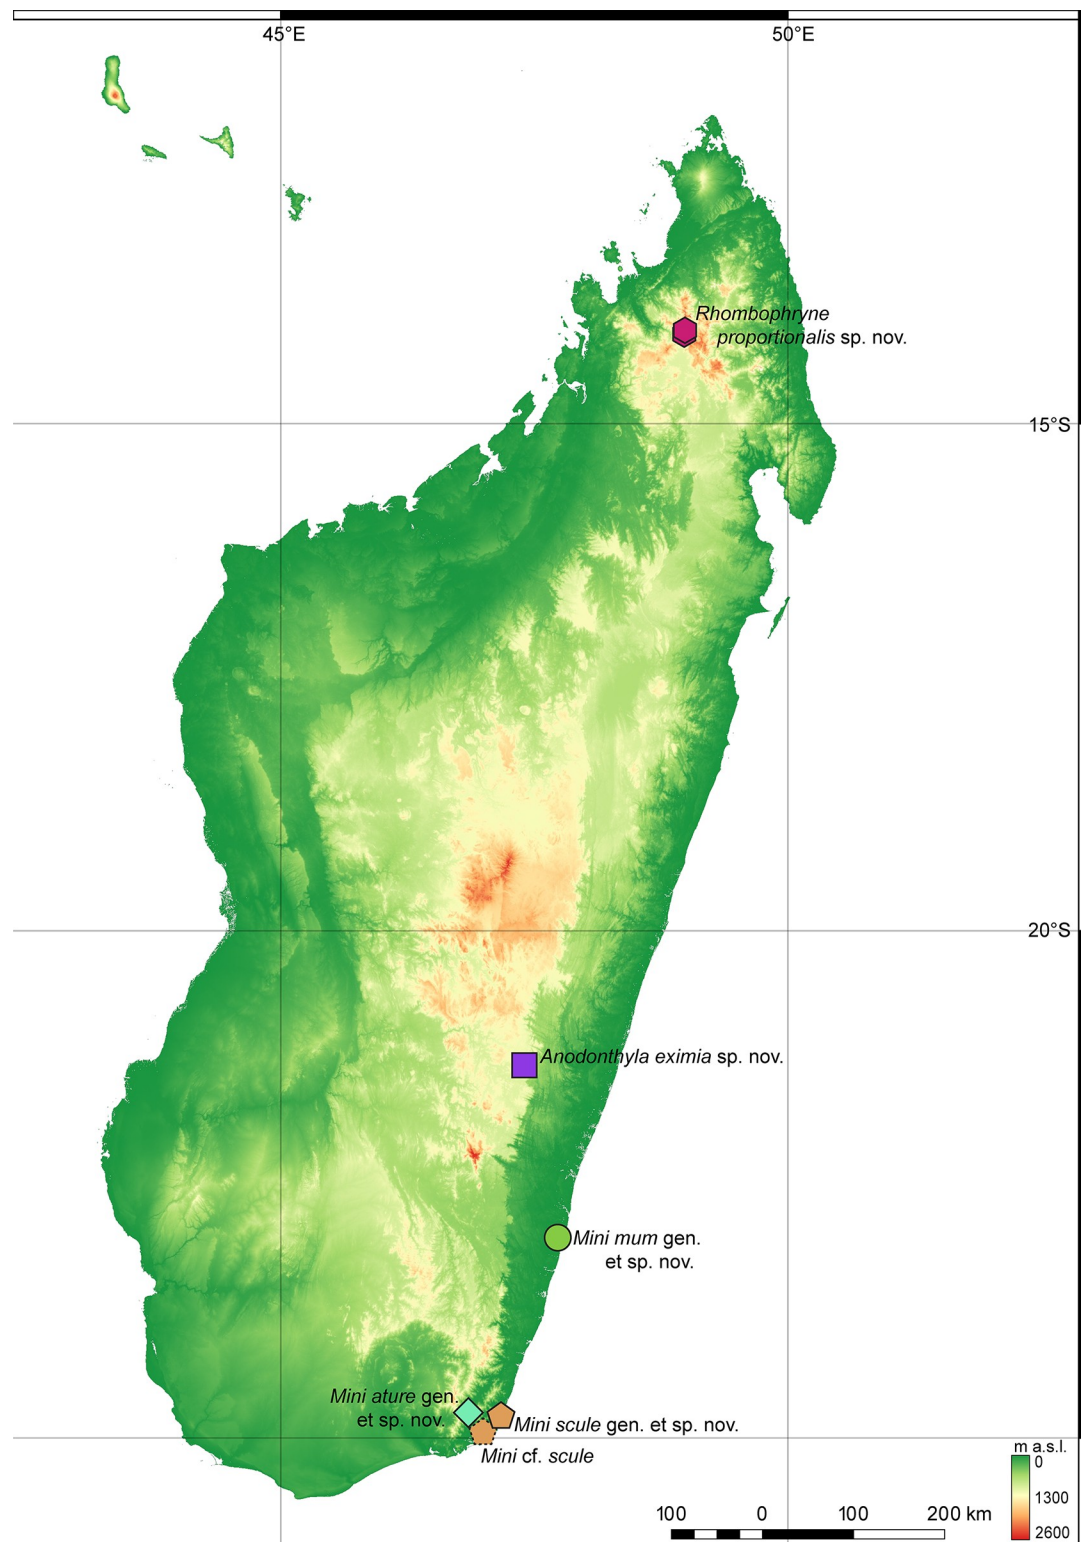 45°E
50°E
Rhombophryne
proportionalis sp. nov.
15°S
20°S
Anodonthyla eximia sp. nov.
Mini mum gen.
et sp. nov.
Mini ature gen.
et sp. nov.
Mini scule gen. et sp. nov.
Mini cf. scule
m a.s.l.
0
1300
2600
100 0 100 200 km